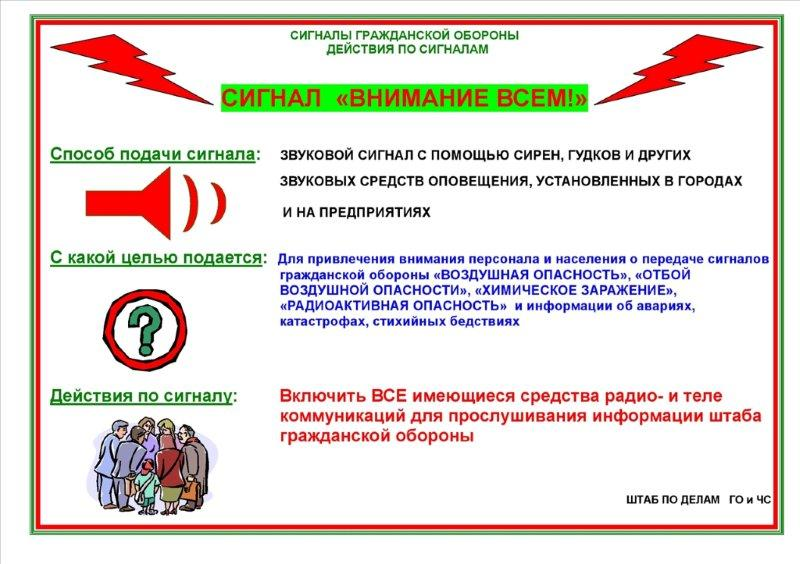 СИГНАЛЫ ГРАЖДАНСКОЙ ОБОРОНЫ
ДЕЙСТВИЯ ПО СИГНАЛАМ
СИГНАЛ «ВНИМАНИЕ ВСЕМ!»
Способ подачи сигнала: ЗВУКОВОЙ СИГНАЛ С ПОМОЩЬЮ СИРЕН, ГУДКОВ И ДРУГИХ
ЗВУКОВЫХ СРЕДСТВ ОПОВЕЩЕНИЯ, УСТАНОВЛЕННЫХ В ГОРОДАХ
И НА ПРЕДПРИЯТИЯХ
С какой целью подается: Для привлечения внимания персонала и населения о передаче сигналов
гражданской обороны «ВОЗДУШНАЯ ОПАСНОСТЬ», «ОТБОЙ
ВОЗДУШНОЙ ОПАСНОСТИ», «ХИМИЧЕСКОЕ ЗАРАЖЕНИЕ»,
«РАДИОАКТИВНАЯ ОПАСНОСТЬ» и информации об авариях,
катастрофах, стихийных бедствиях
?
Действия по сигналу: Включить ВСЕ имеющиеся средства радио- и теле
коммуникаций для прослушивания информации штаба
гражданской обороны
ШТАБ ПО ДЕЛАМ ГО и ЧС